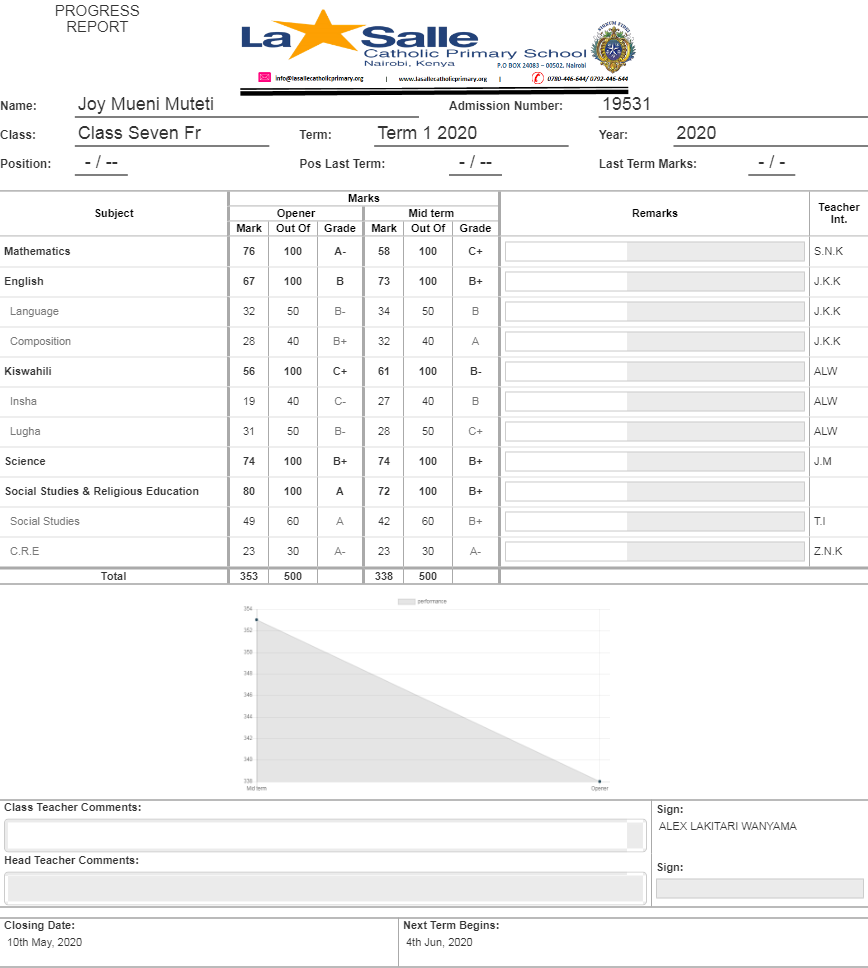 PROGRESS
REPORT
La Salle
Catholic Primary School
Nairobi, Kenya
P.O BOX 24083 – 00502, Nairobi
info@lasallecatholicprimary.org | www.lasallecatholicprimary.org | 0780-446-644/ 0792-446-644
Name: Joy Mueni Muteti Admission Number: 19531
Class: Class Seven Fr Term: Term 1 2020 Year: 2020
Position: - / -- Pos Last Term: - / -- Last Term Marks: - / -
Subject Marks Remarks Teacher Int.
Opener Mid term
Mark Out Of Grade Mark Out Of Grade
Mathematics 76 100 A- 58 100 C+ S.N.K
English 67 100 B 73 100 B+ J.K.K
Language 32 50 B- 34 50 B J.K.K
Composition 28 40 B+ 32 40 A J.K.K
Kiswahili 56 100 C+ 61 100 B- ALW
Insha 19 40 C- 27 40 B ALW
Lugha 31 50 B- 28 50 C+ ALW
Science 74 100 B+ 74 100 B+ J.M
Social Studies & Religious Education 80 100 A 72 100 B+
Social Studies 49 60 A 42 60 B+ T.I
C.R.E 23 30 A- 23 30 A- Z.N.K
Total 353 500 338 500
performance
354
352
350
348
346
344
342
340
338
Mid term Opener
Class Teacher Comments: Sign:
ALEX LAKITARI WANYAMA
Head Teacher Comments: Sign:
Closing Date: Next Term Begins:
10th May, 2020 4th Jun, 2020